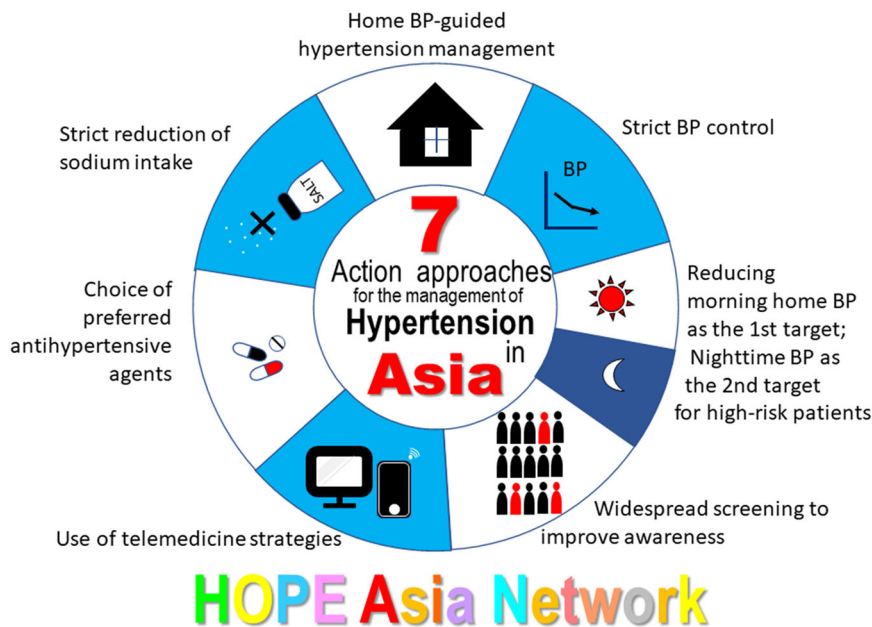 Home BP-guided
hypertension management
Strict BP control
BP
Reducing
morning home BP
as the 1st target;
Nighttime BP as
the 2nd target
for high-risk patients
Widespread screening to
improve awareness
Use of telemedicine strategies
Choice of
preferred
antihypertensive
agents
Strict reduction of
sodium intake
SALT
7
Action approaches
for the management of
Hypertension
in
Asia
HOPE Asia Network